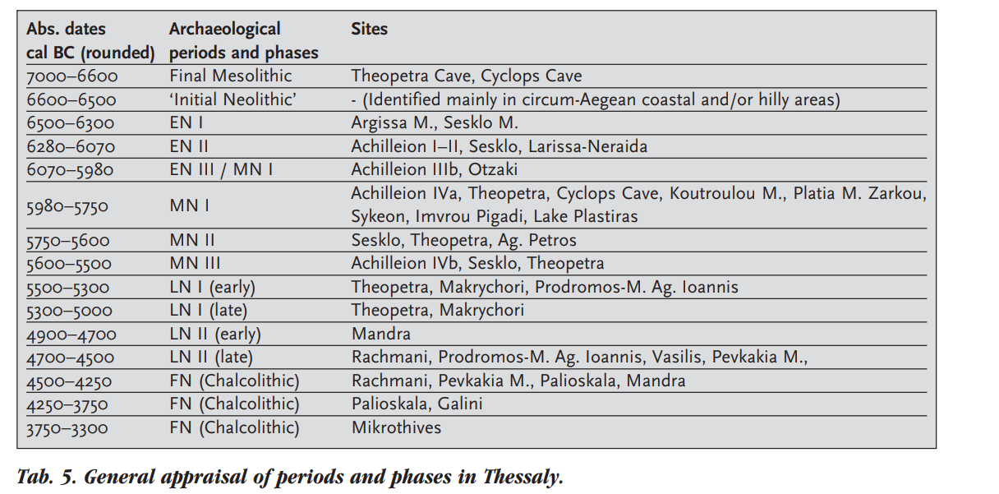 Abs. dates Archaeological Sites
cal BC (rounded) periods and phases
7000–6600 Final Mesolithic Theopetra Cave, Cyclops Cave
6600–6500 ‘Initial Neolithic’ - (Identified mainly in circum-Aegean coastal and/or hilly areas)
6500–6300 EN I Argissa M., Sesklo M.
6280–6070 EN II Achilleion I–II, Sesklo, Larissa-Neraida
6070–5980 EN III / MN I Achilleion IIIb, Otzaki
5980–5750 MN I Achilleion IVa, Theopetra, Cyclops Cave, Koutroulou M., Platia M. Zarkou,
Sykeon, Imvrou Pigadi, Lake Plastiras
5750–5600 MN II Sesklo, Theopetra, Ag. Petros
5600–5500 MN III Achilleion IVb, Sesklo, Theopetra
5500–5300 LN I (early) Theopetra, Makrychori, Prodromos-M. Ag. Ioannis
5300–5000 LN I (late) Theopetra, Makrychori
4900–4700 LN II (early) Mandra
4700–4500 LN II (late) Rachmani, Prodromos-M. Ag. Ioannis, Vasilis, Pevkakia M.,
4500–4250 FN (Chalcolithic) Rachmani, Pevkakia M., Palioskala, Mandra
4250–3750 FN (Chalcolithic) Palioskala, Galini
3750–3300 FN (Chalcolithic) Mikrothives
Tab. 5. General appraisal of periods and phases in Thessaly.